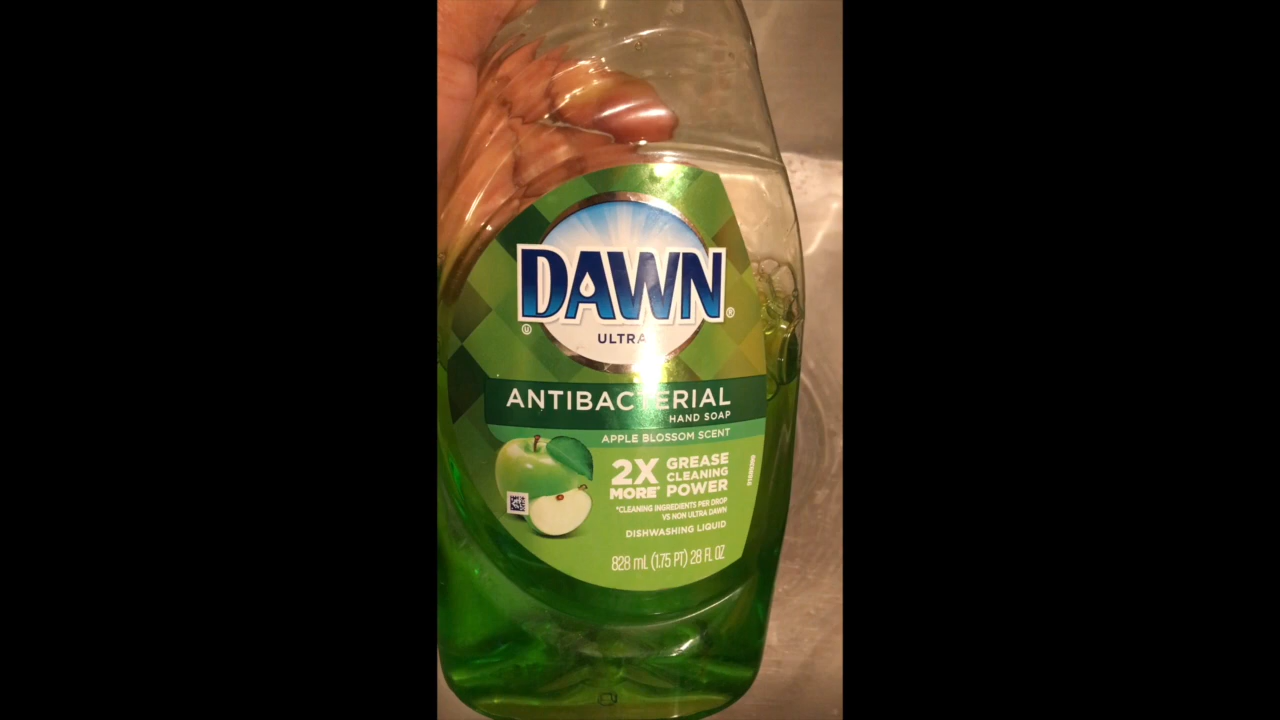 DAWN®
U
ULTRA
ANTIBACTERIAL
HAND SOAP
APPLE BLOSSOM SCENT
2X MORE* GREASE CLEANING POWER
*CLEANING INGREDIENTS PER DROP
VS NON ULTRA DAWN
DISHWASHING LIQUID
828 mL (1.75 PT) 28 FL OZ